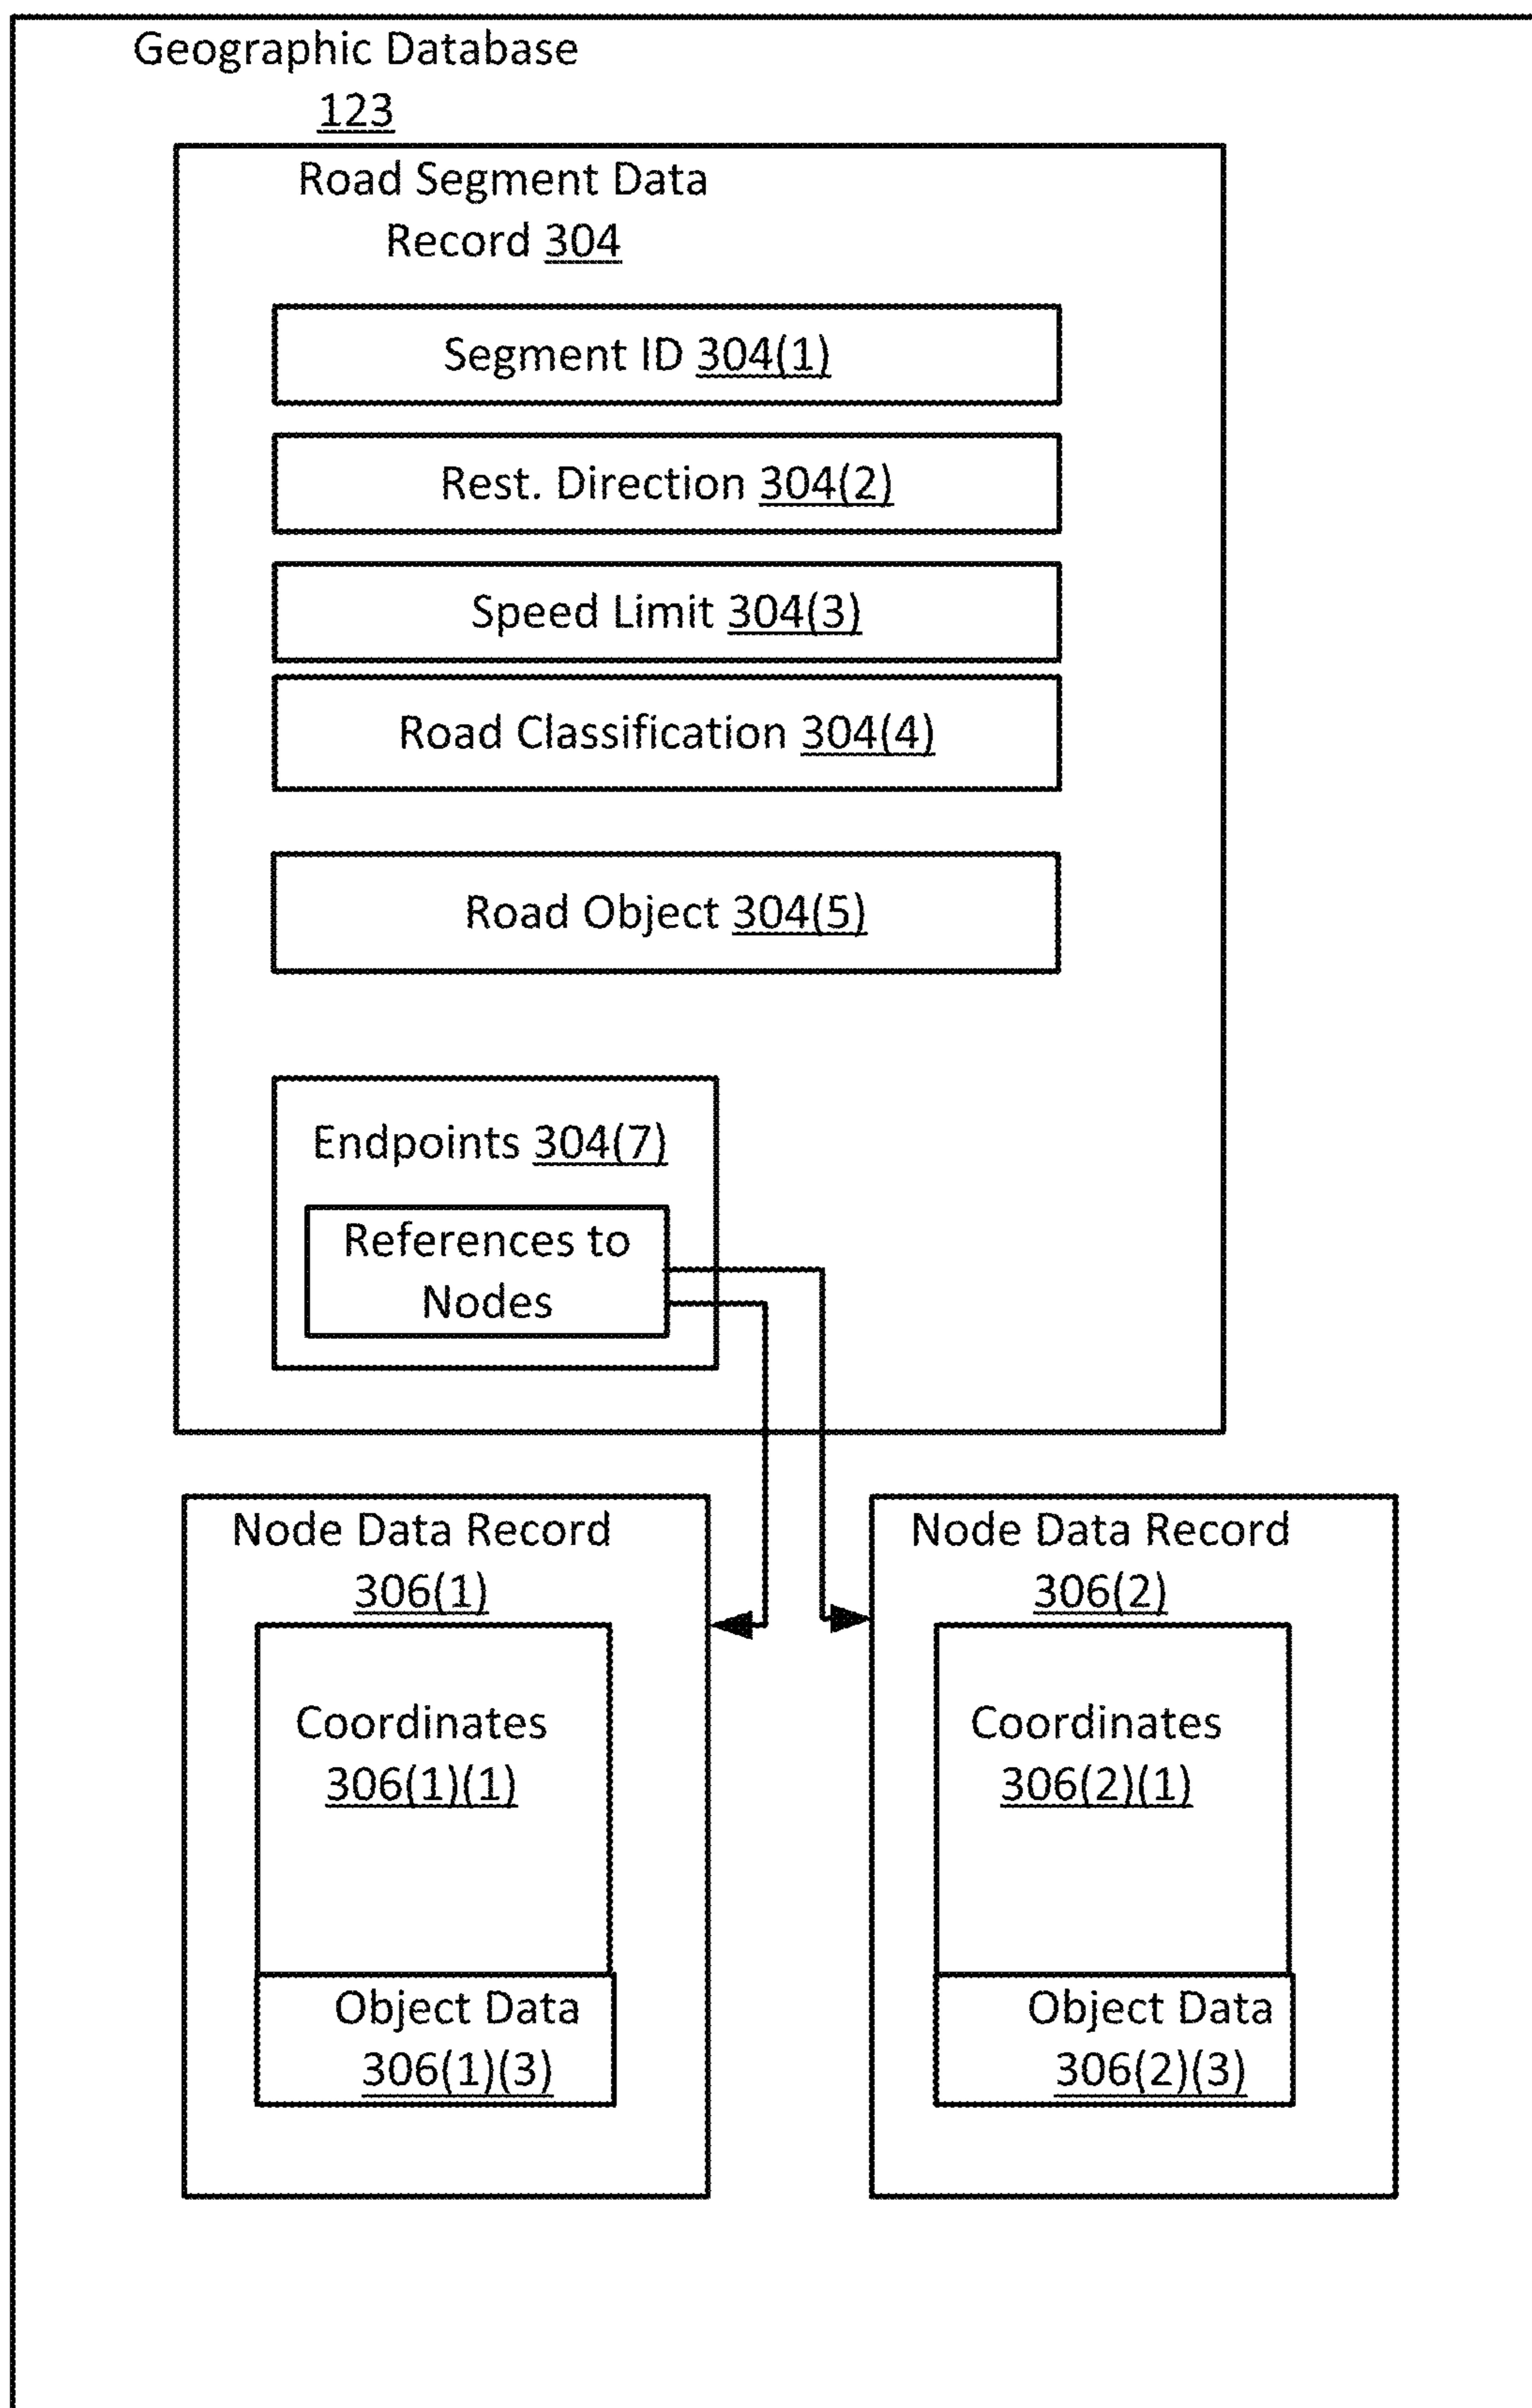 Geographic Database
123
Road Segment Data
Record 304
Segment ID 304(1)
Rest. Direction 304(2)
Speed Limit 304(3)
Road Classification 304(4)
Road Object 304(5)
Endpoints 304(7)
References to
Nodes
Node Data Record
306(1)
Coordinates
306(1)(1)
Object Data
306(1)(3)
Node Data Record
306(2)
Coordinates
306(2)(1)
Object Data
306(2)(3)